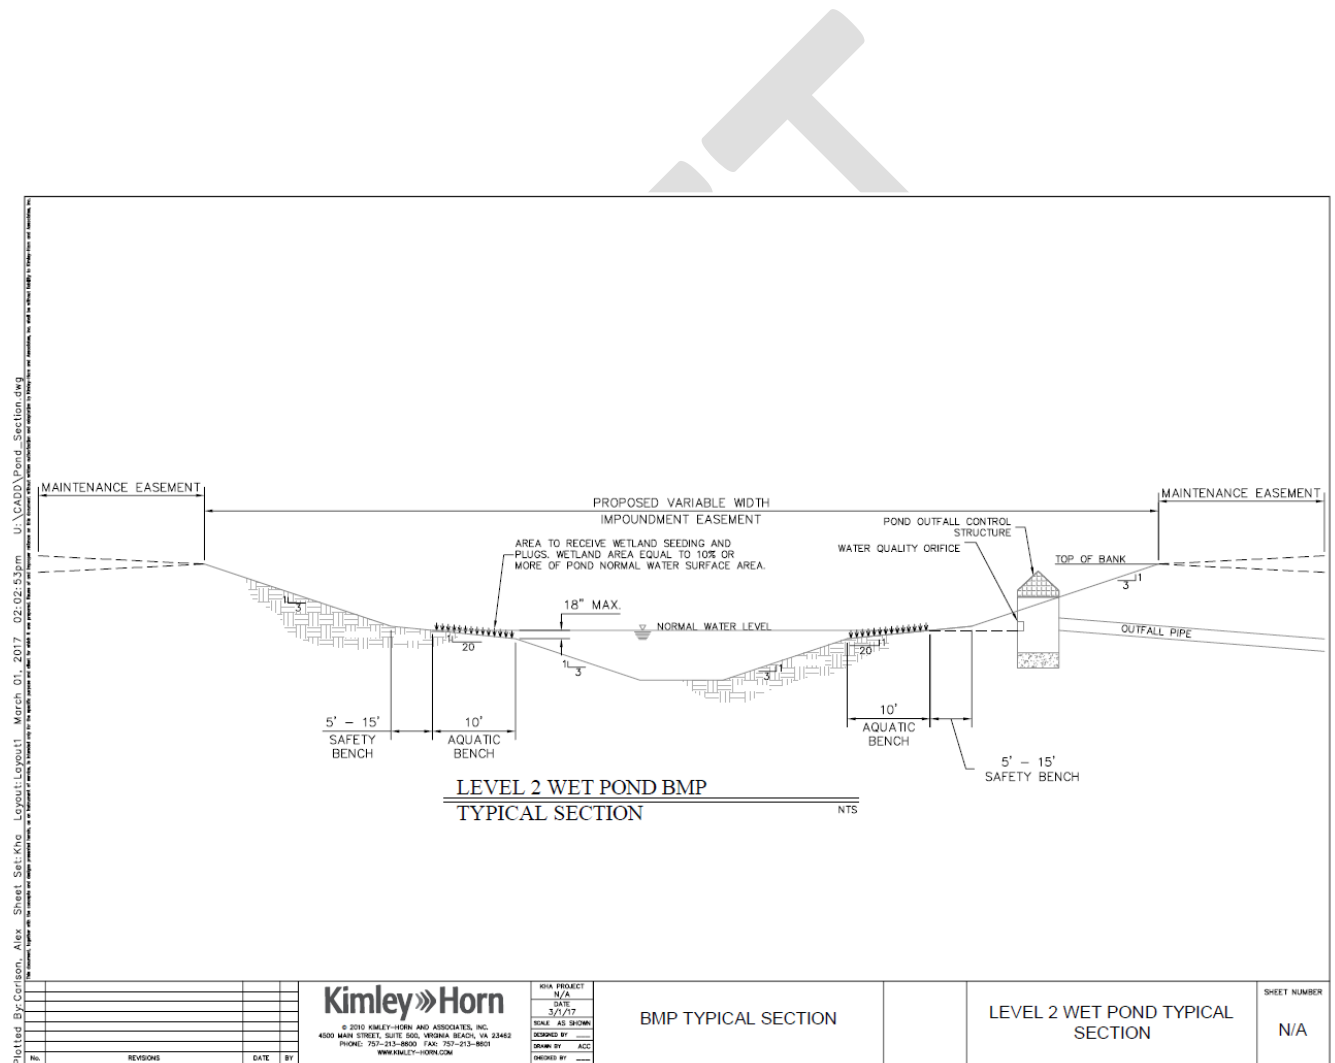 MAINTENANCE EASEMENT
MAINTENANCE EASEMENT
PROPOSED VARIABLE WIDTH
IMPOUNDMENT EASEMENT
POND OUTFALL CONTROL
STRUCTURE
WATER QUALITY ORIFICE
AREA TO RECEIVE WETLAND SEEDING AND
PLUGS. WETLAND AREA EQUAL TO 10% OR
MORE OF POND NORMAL WATER SURFACE AREA.
TOP OF BANK
1
3
1
3
18" MAX.
NORMAL WATER LEVEL
OUTFALL PIPE
1
20
1
20
1
3
1
3
5' – 15'
SAFETY
BENCH
10'
AQUATIC
BENCH
10'
AQUATIC
BENCH
5' – 15'
SAFETY BENCH
LEVEL 2 WET POND BMP
TYPICAL SECTION
NTS
Plotted By: Carlson, Alex Sheet Set: Kha Layout: Layout1 March 01, 2017 02:02:53pm U:\CADD\Pond_Section.dwg
No.
REVISIONS
DATE
BY
Kimley»Horn
© 2010 KIMLEY-HORN AND ASSOCIATES, INC.
4500 MAIN STREET, SUITE 500, VIRGINIA BEACH, VA 23462
PHONE: 757-213-8600 FAX: 757-213-8601
WWW.KIMLEY-HORN.COM
KHA PROJECT
N/A
DATE
3/1/17
SCALE AS SHOWN
DESIGNED BY
DRAWN BY ACC
CHECKED BY
BMP TYPICAL SECTION
LEVEL 2 WET POND TYPICAL
SECTION
SHEET NUMBER
N/A